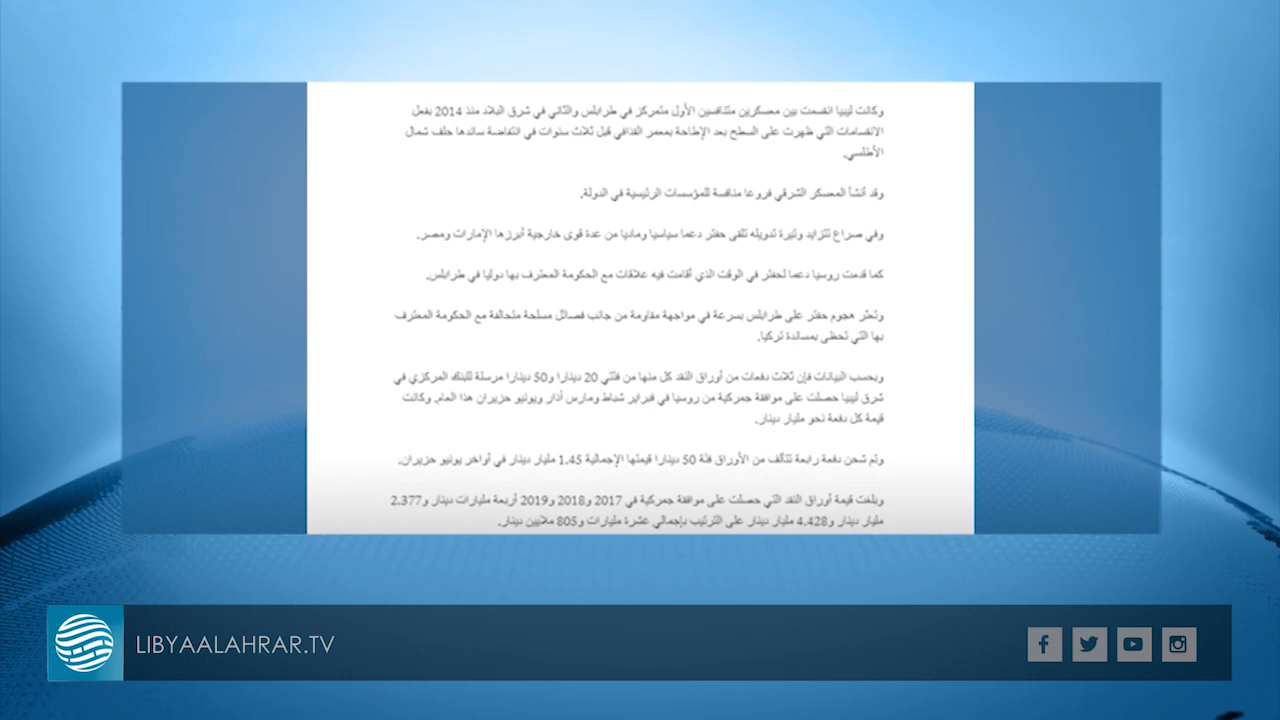 وكانت ليبيا انقسمت بين معسكرين متنافسين الأول متمركز في طرابلس والثاني في شرق البلاد منذ 2014 بفعل
الانقسامات التي ظهرت على السطح بعد الإطاحة بمعمر القذافي قبل ثلاث سنوات في انتفاضة ساندها حلف شمال
الأطلسي.
وقد أنشأ المعسكر الشرقي فروعا منافسة للمؤسسات الرئيسية في الدولة.
وفي صراع تتزايد وتيرة تدويله تلقى حفتر دعما سياسيا وماديا من عدة قوى خارجية أبرزها الإمارات ومصر.
كما قدمت روسيا دعما لحفتر في الوقت الذي أقامت فيه علاقات مع الحكومة المعترف بها دوليا في طرابلس.
وتعثر هجوم حفتر على طرابلس بسرعة في مواجهة مقاومة من جانب فصائل مسلحة متحالفة مع الحكومة المعترف
بها التي تحظى بمساندة تركيا.
وبحسب البيانات فإن ثلاث دفعات من أوراق النقد كل منها من فئتي 20 دينارا و50 دينارا مرسلة للبنك المركزي في
شرق ليبيا حصلت على موافقة جمركية من روسيا في فبراير شباط ومارس أذار ويونيو حزيران هذا العام. وكانت
قيمة كل دفعة نحو مليار دينار.
وتم شحن دفعة رابعة تتألف من الأوراق فئة 50 دينارا قيمتها الإجمالية 1.45 مليار دينار في أواخر يونيو حزيران.
وبلغت قيمة أوراق النقد التي حصلت على موافقة جمركية في 2017 و2018 و2019 أربعة مليارات دينار و2.377
مليار دينار و4.428 مليار دينار على الترتيب بإجمالي عشرة مليارات و805 ملايين دينار.
LIBYAALAHRAR.TV